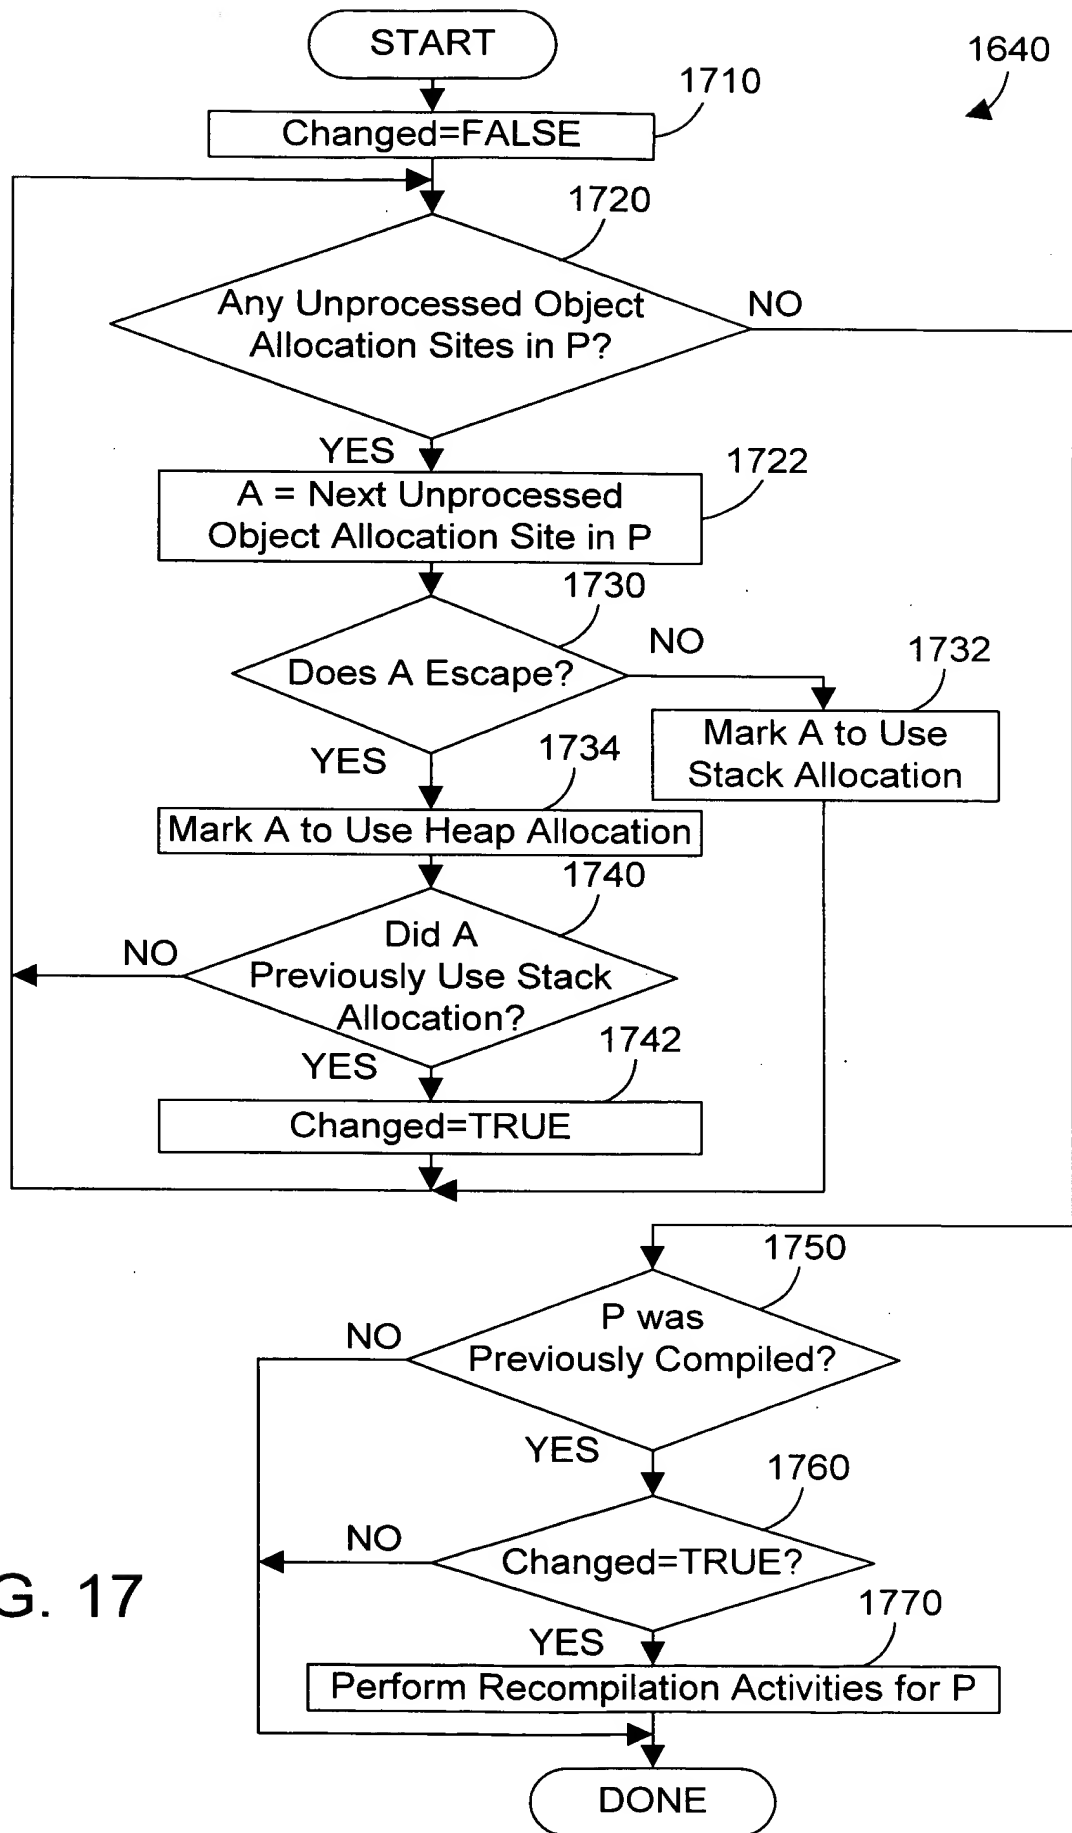 START
1640
1710
Changed=FALSE
1720
Any Unprocessed Object
Allocation Sites in P?
NO
YES
1722
A = Next Unprocessed
Object Allocation Site in P
1730
Does A Escape?
NO
1732
Mark A to Use
Stack Allocation
YES
1734
Mark A to Use Heap Allocation
1740
Did A
Previously Use Stack
Allocation?
NO
YES
1742
Changed=TRUE
1750
P was
Previously Compiled?
NO
YES
1760
Changed=TRUE?
NO
YES
1770
Perform Recompilation Activities for P
DONE
G. 17